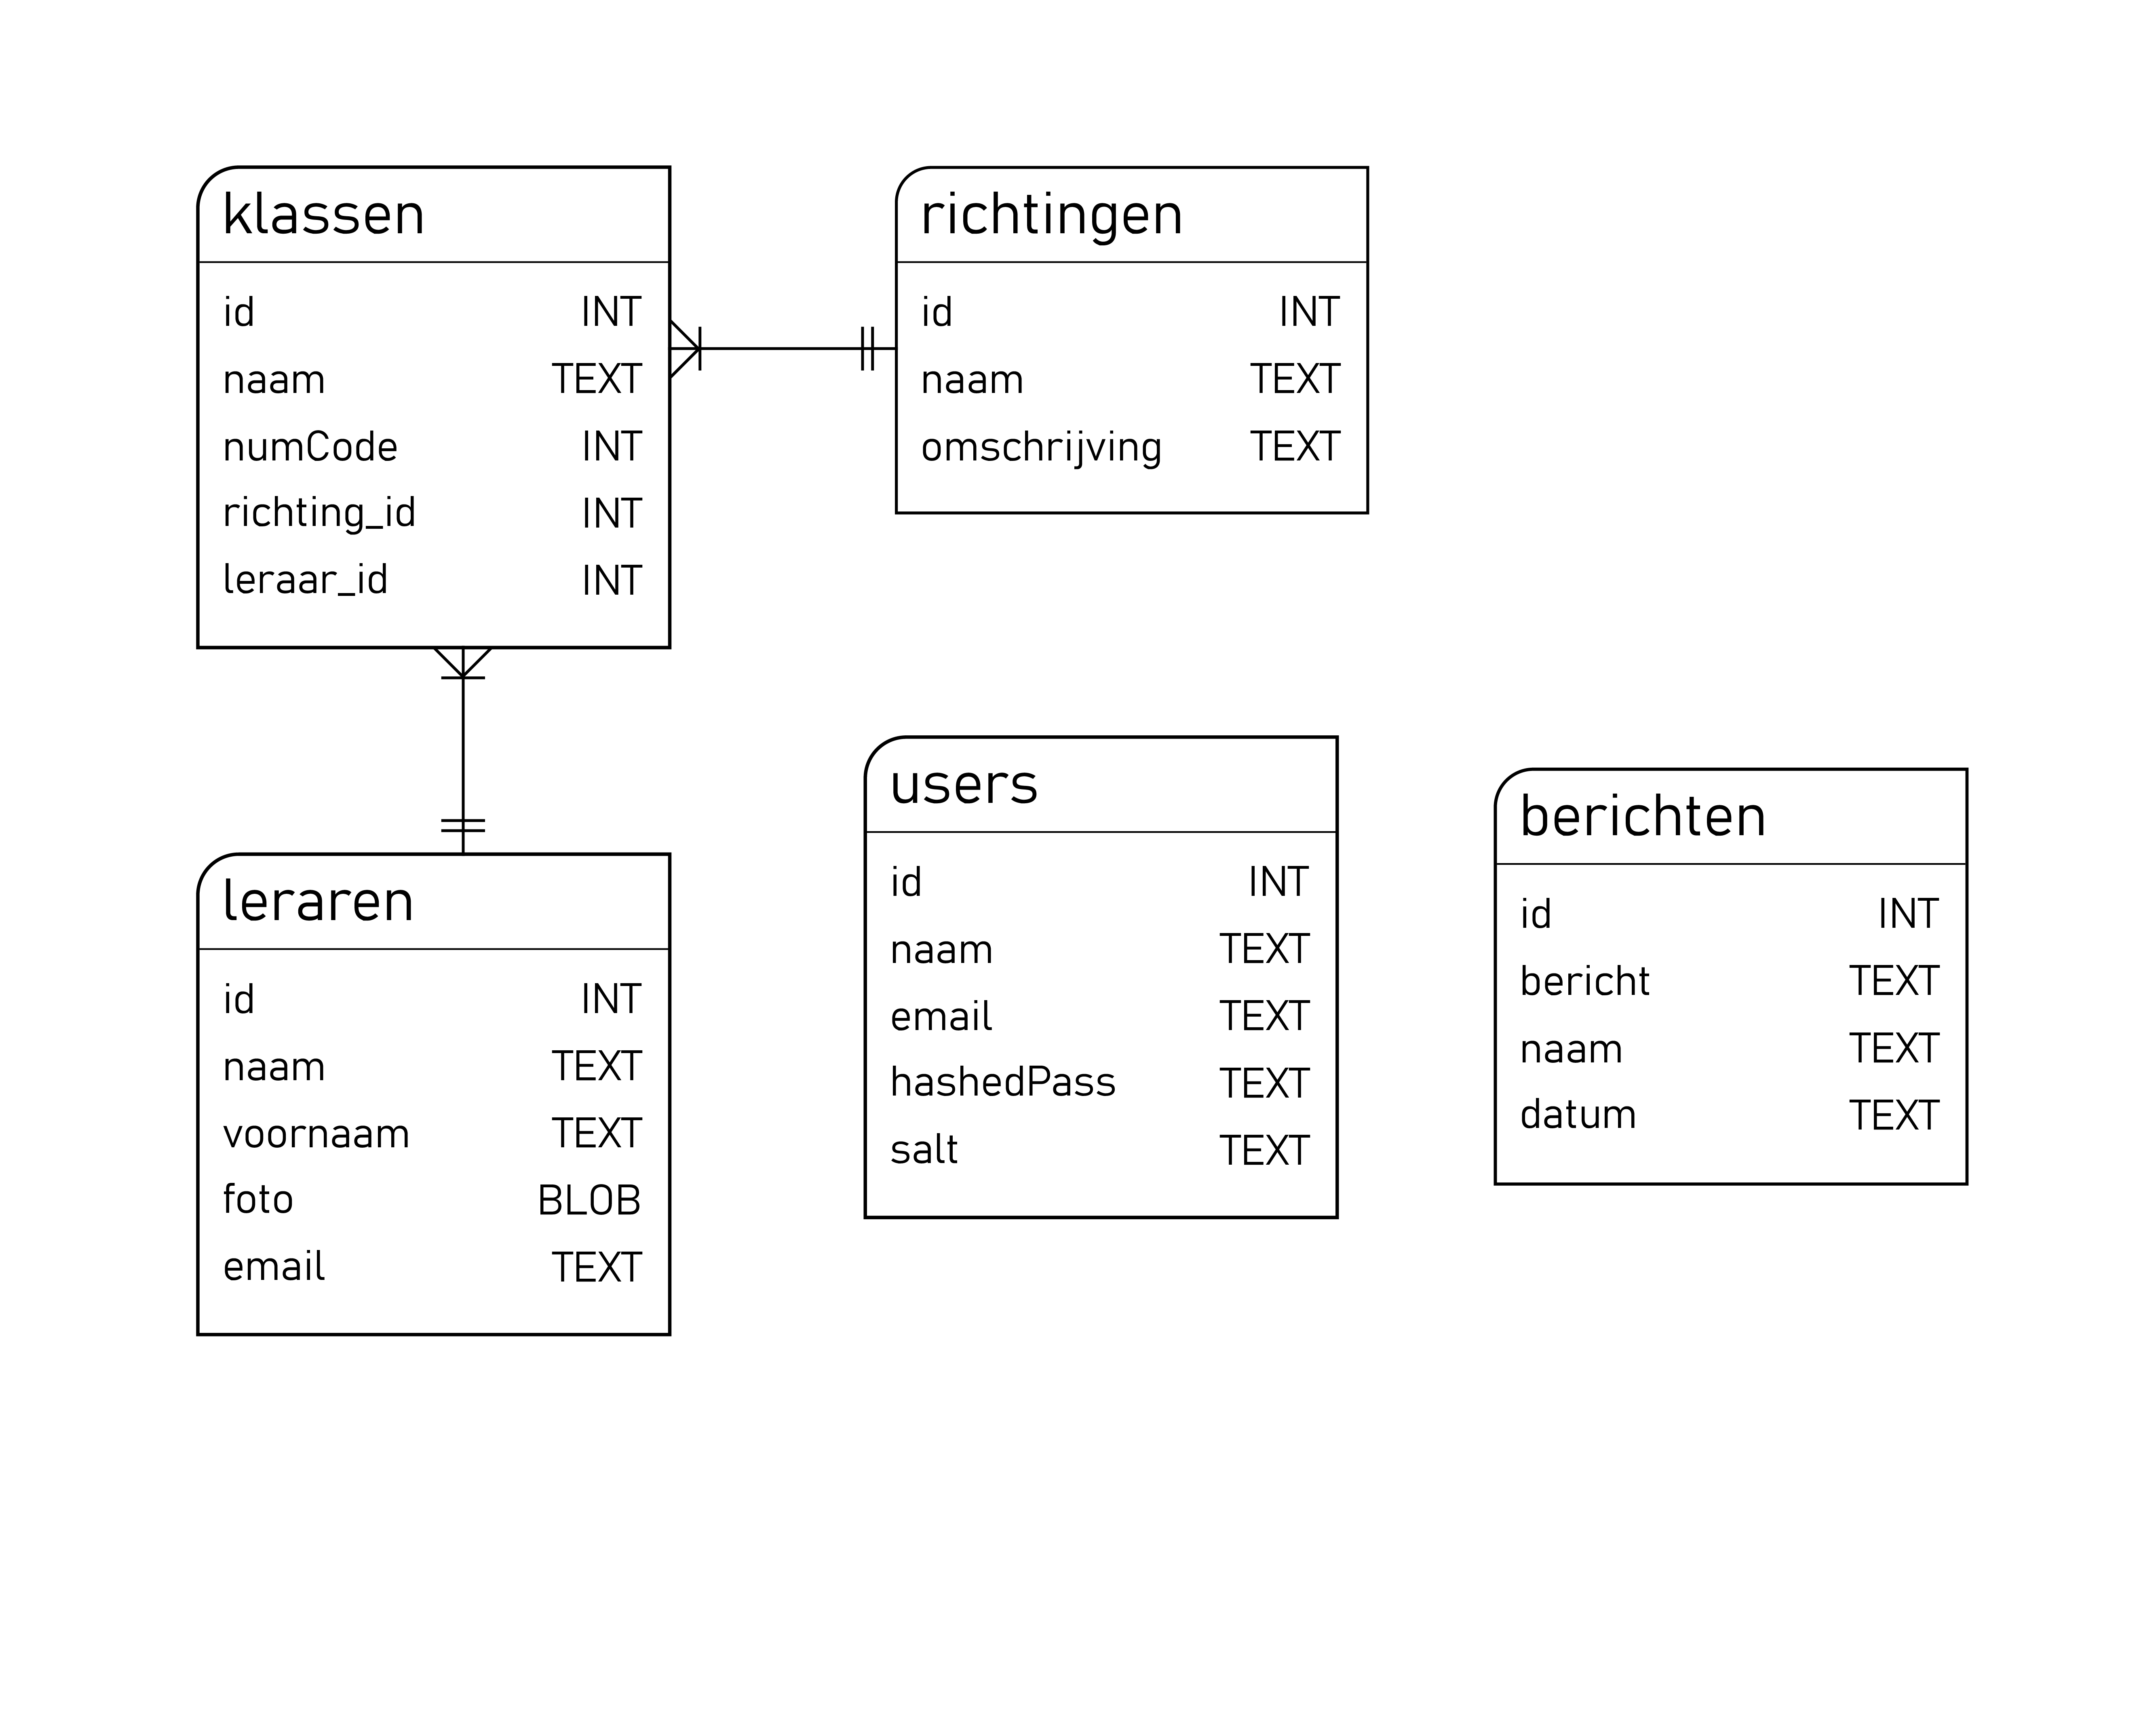 klassen
id INT
naam TEXT
numCode INT
richting_id INT
leraar_id INT
richtingen
id INT
naam TEXT
omschrijving TEXT
leraren
id INT
naam TEXT
voornaam TEXT
foto BLOB
email TEXT
users
id INT
naam TEXT
email TEXT
hashedPass TEXT
salt TEXT
berichten
id INT
bericht TEXT
naam TEXT
datum TEXT